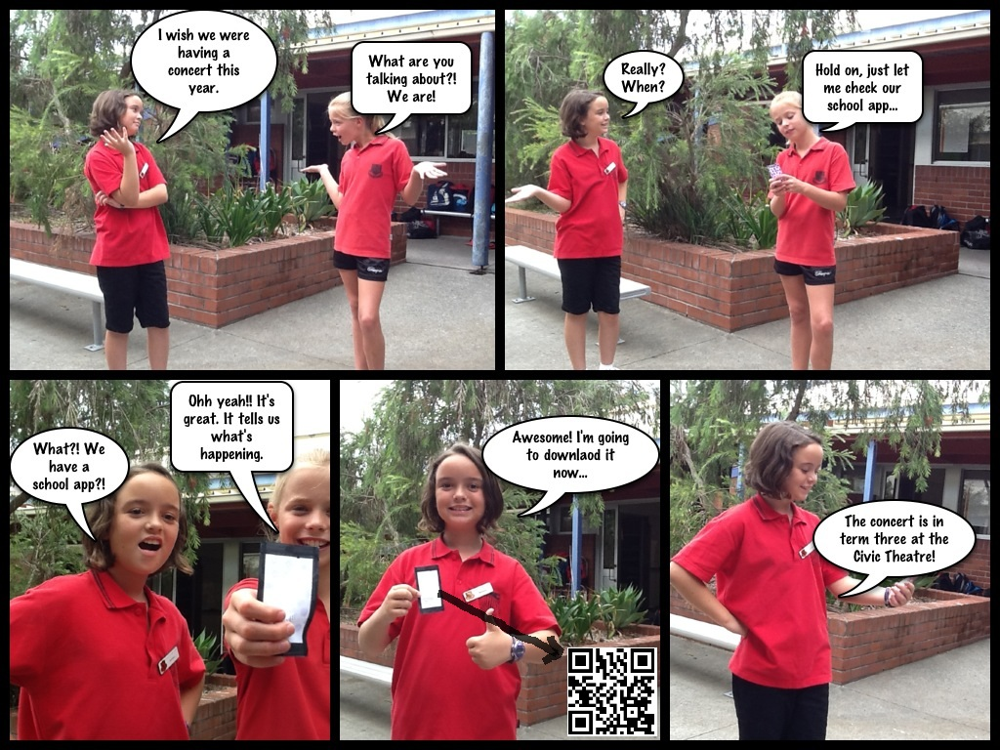 I wish we were
having a
concert this
year.
What are you
talking about?!
We are!
Really?
When?
Hold on, just let
me check our
school app...
What?! We
have a
school app?!
Ohh yeah!! It's
great. It tells us
what's
happening.
Awesome! I'm going
to downlaod it
now...
The concert is in
term three at the
Civic Theatre!